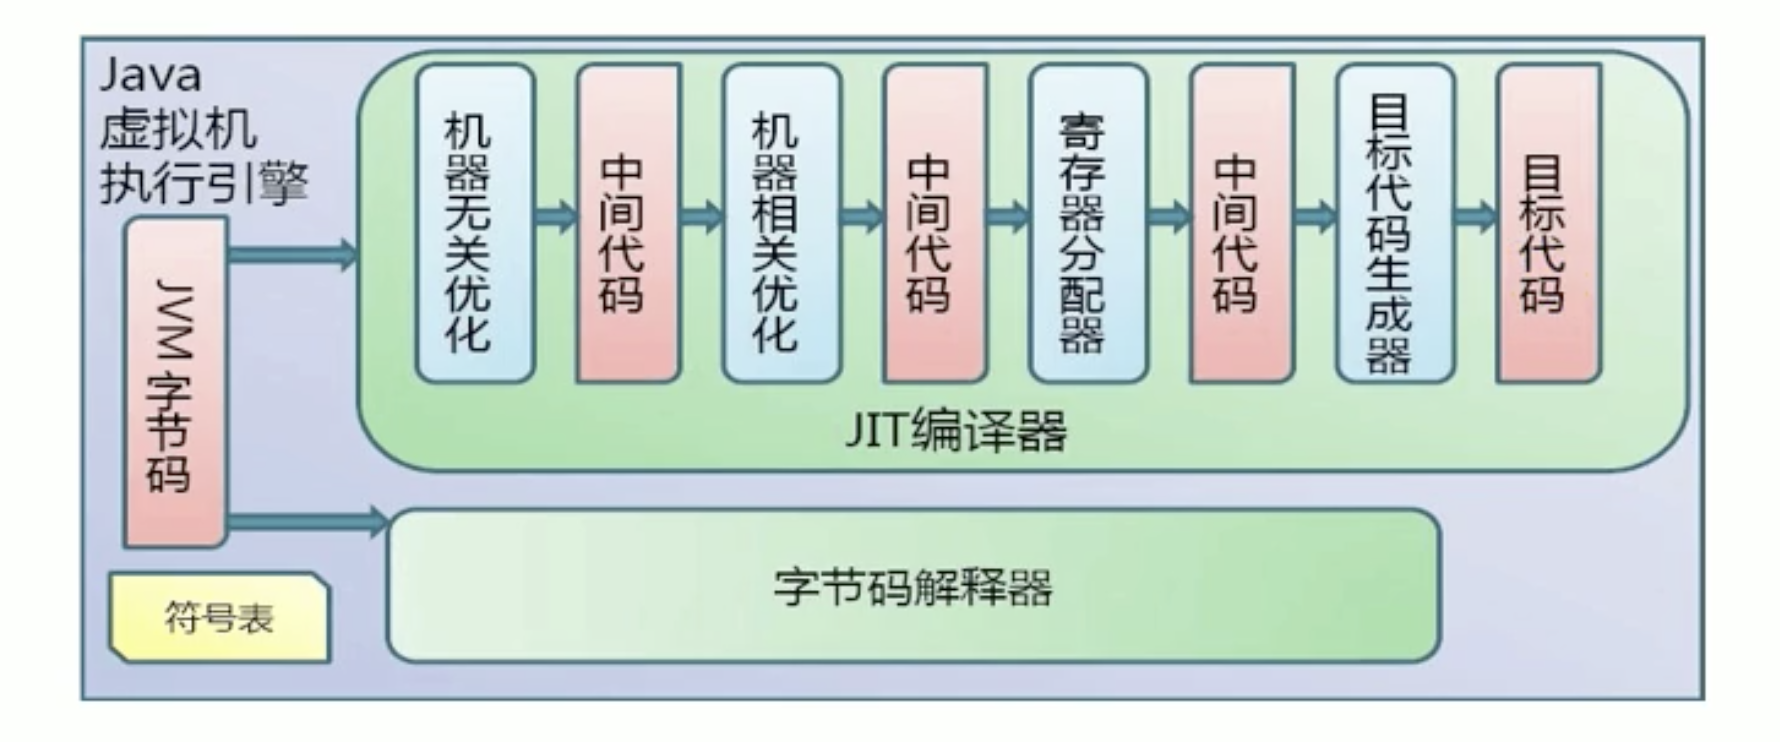 Java
虚拟机
执行引擎
JVM字节码
符号表
机器无关优化
中间代码
机器相关优化
中间代码
寄存器分配器
中间代码
目标代码生成器
目标代码
JIT编译器
字节码解释器